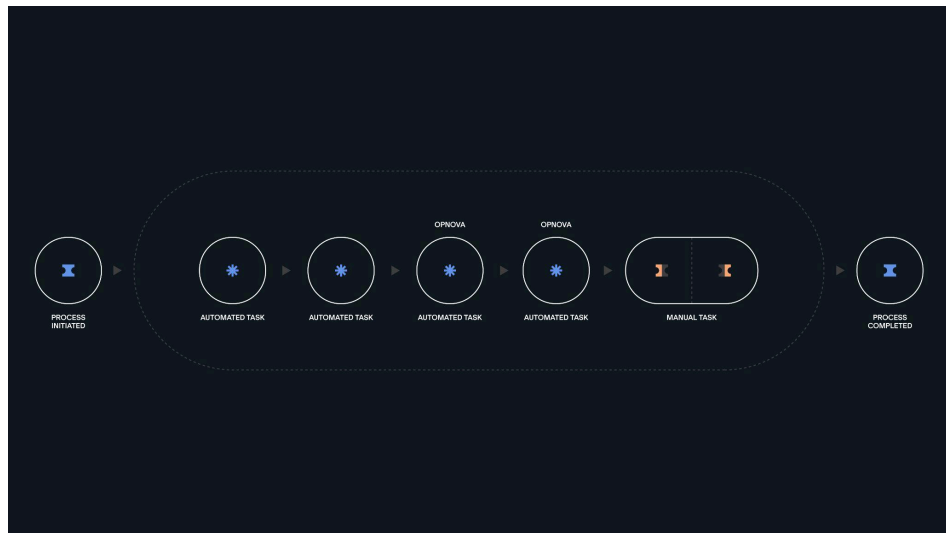 OPNOVA
OPNOVA
PROCESS
INITIATED
AUTOMATED TASK
AUTOMATED TASK
AUTOMATED TASK
AUTOMATED TASK
MANUAL TASK
PROCESS
COMPLETED